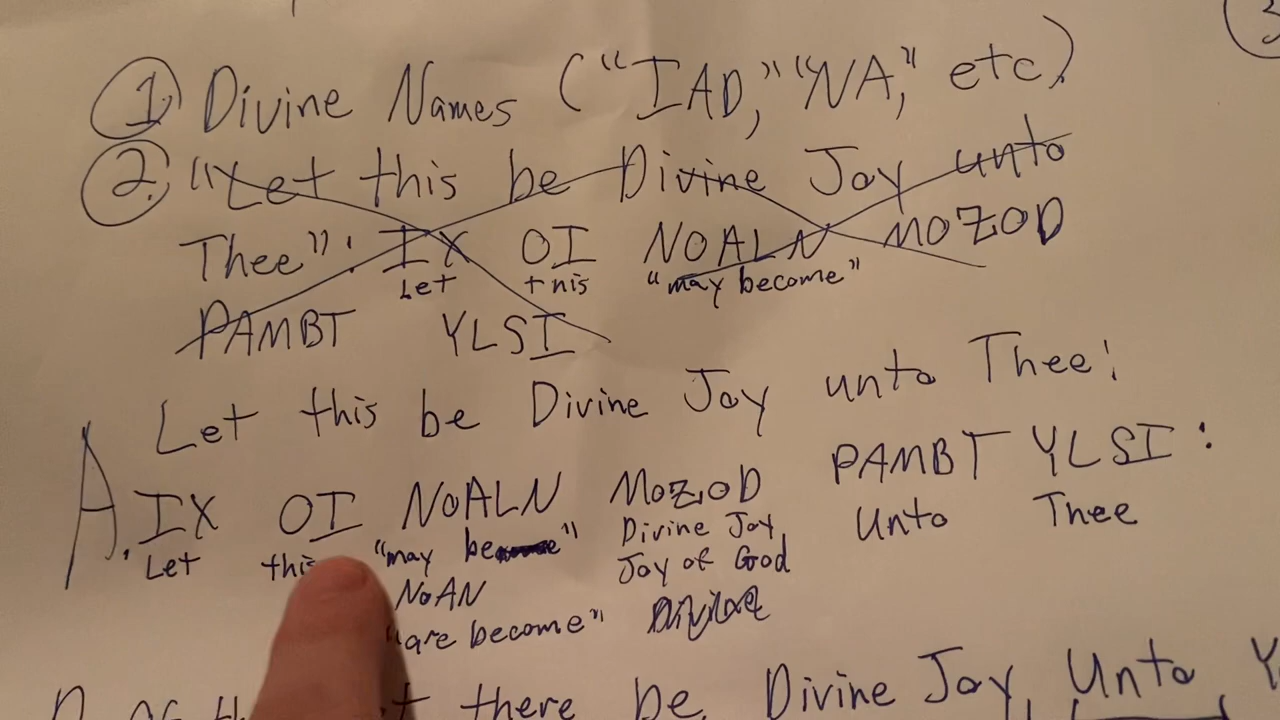 3
1. Divine Names ("IAD," "NA," etc)
2. "Let this be Divine Joy unto
Thee": IX OI NOALN MOZOD
Let this "may become"
PAMBT YLSI
Let this be Divine Joy unto Thee!
A. IX OI NOALN MOZOD PAMBT YLSI:
Let this "may be" Divine Joy Unto Thee
NOAN Joy of God
"are become"
there be Divine Joy, Unto